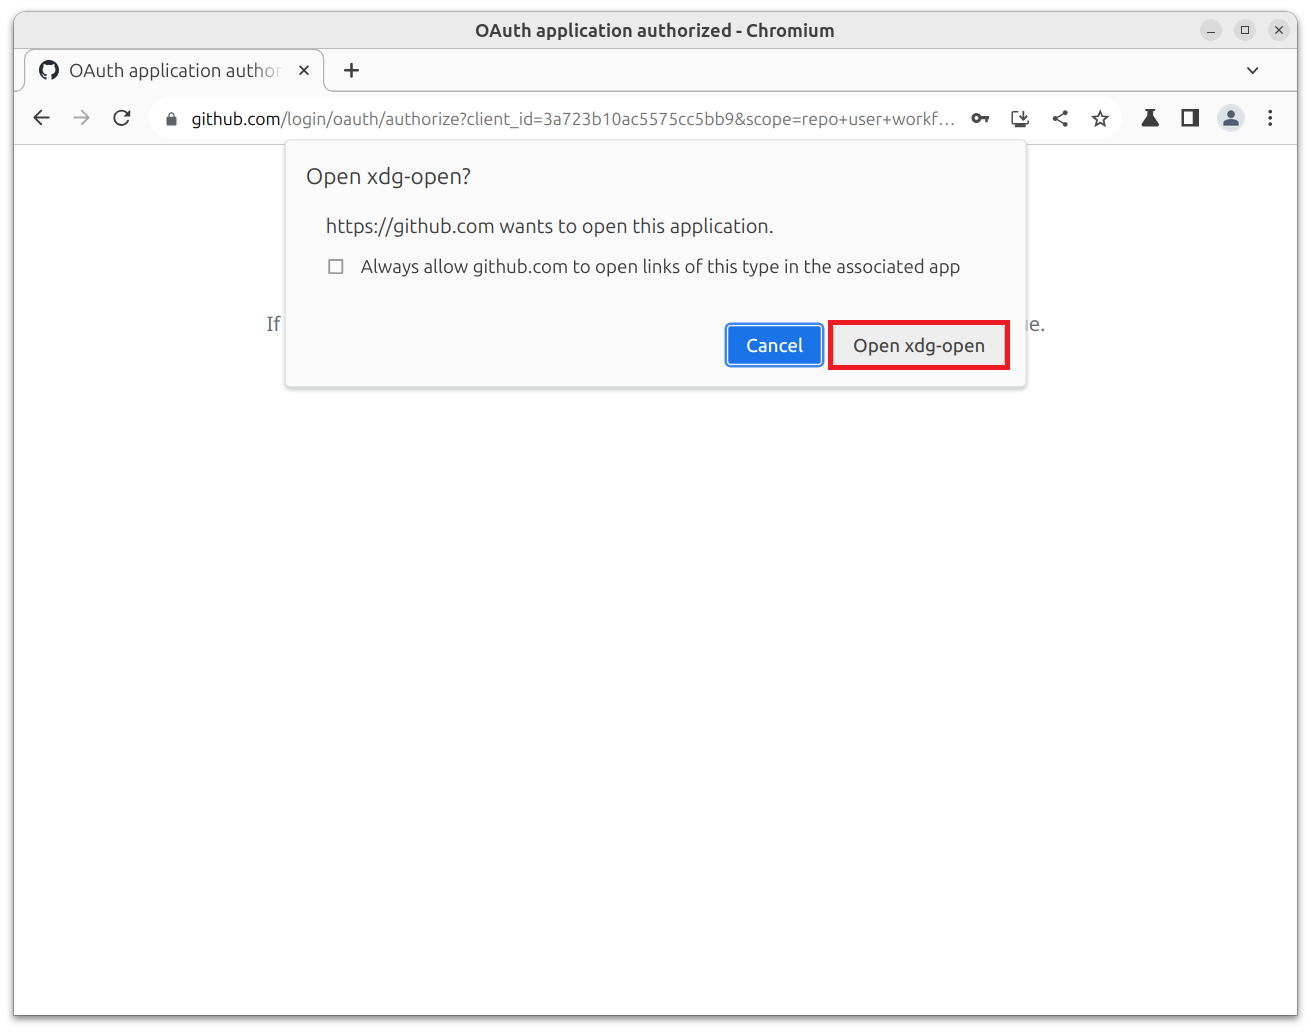 OAuth application authorized - Chromium
OAuth application author
github.com/login/oauth/authorize?client_id=3a723b10ac5575cc5bb9&scope=repo+user+workf…
Open xdg-open?
https://github.com wants to open this application.
Always allow github.com to open links of this type in the associated app
If
e.
Cancel
Open xdg-open